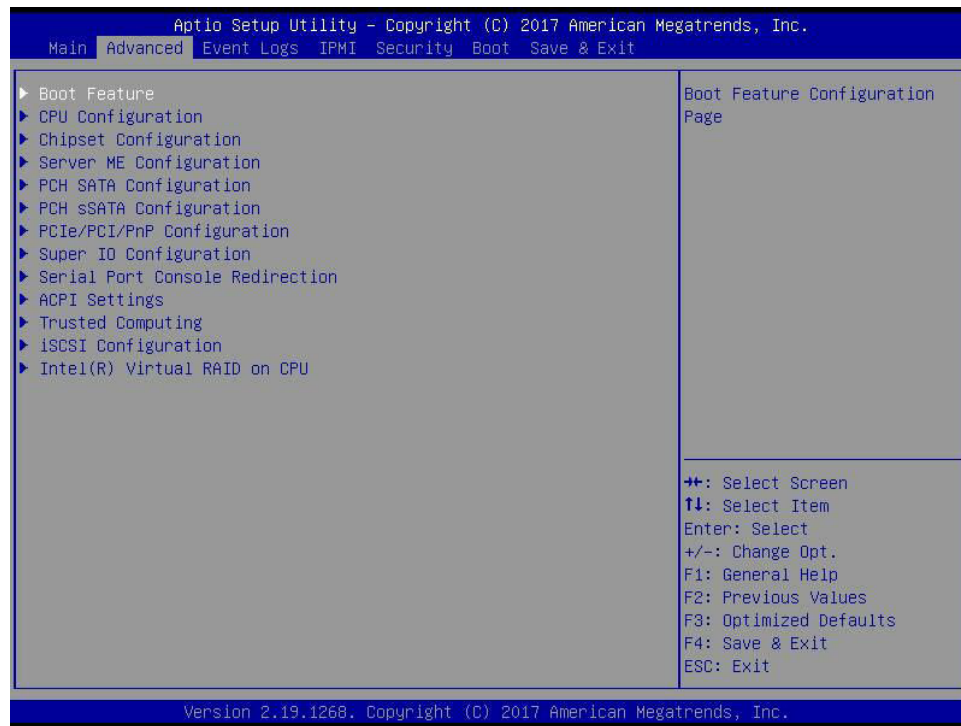 Aptio Setup Utility – Copyright (C) 2017 American Megatrends, Inc.
Main Advanced Event Logs IPMI Security Boot Save & Exit
Boot Feature
CPU Configuration
Chipset Configuration
Server ME Configuration
PCH SATA Configuration
PCH sSATA Configuration
PCIe/PCI/PnP Configuration
Super IO Configuration
Serial Port Console Redirection
ACPI Settings
Trusted Computing
iSCSI Configuration
Intel(R) Virtual RAID on CPU
Boot Feature Configuration
Page
→←: Select Screen
↑↓: Select Item
Enter: Select
+/-: Change Opt.
F1: General Help
F2: Previous Values
F3: Optimized Defaults
F4: Save & Exit
ESC: Exit
Version 2.19.1268. Copyright (C) 2017 American Megatrends, Inc.